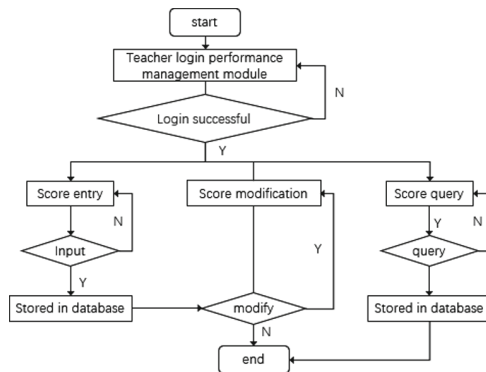 start
Teacher login performance
management module
N
Login successful
Y
Score entry
Score modification
Score query
N
Y
N
Input
Y
query
Y
Stored in database
modify
Stored in database
N
end